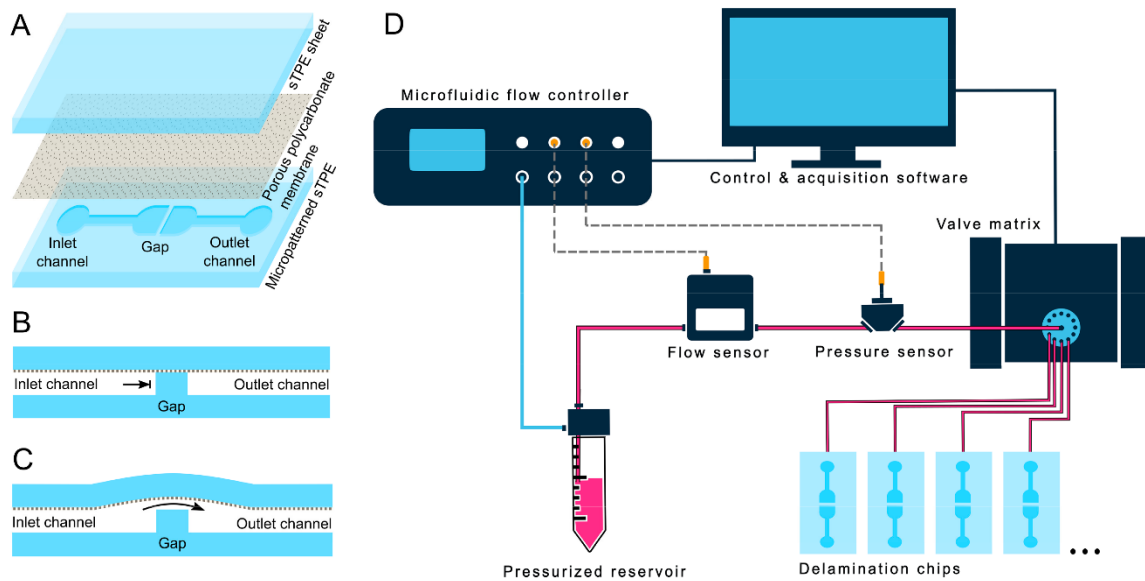 A
sTPE sheet
Porous polycarbonate
membrane
Micropatterned sTPE
Inlet
channel
Gap
Outlet
channel
B
Inlet channel
Outlet channel
Gap
C
Inlet channel
Outlet channel
Gap
D
Microfluidic flow controller
Control & acquisition software
Valve matrix
Flow sensor
Pressure sensor
Pressurized reservoir
Delamination chips
...